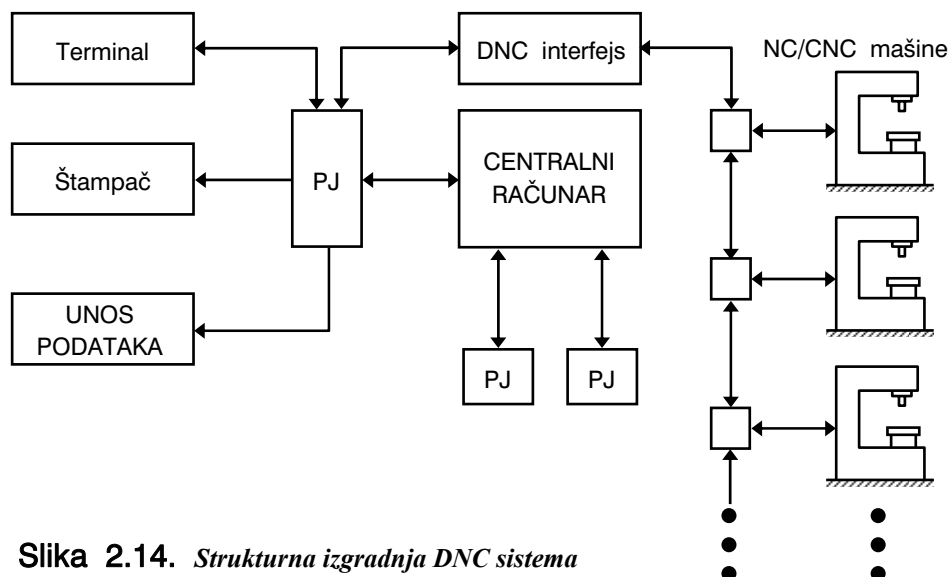 Terminal
DNC interfejs
NC/CNC mašine
Štampač
PJ
CENTRALNI
RAČUNAR
UNOS
PODATAKA
PJ
PJ
Slika 2.14. Strukturna izgradnja DNC sistema